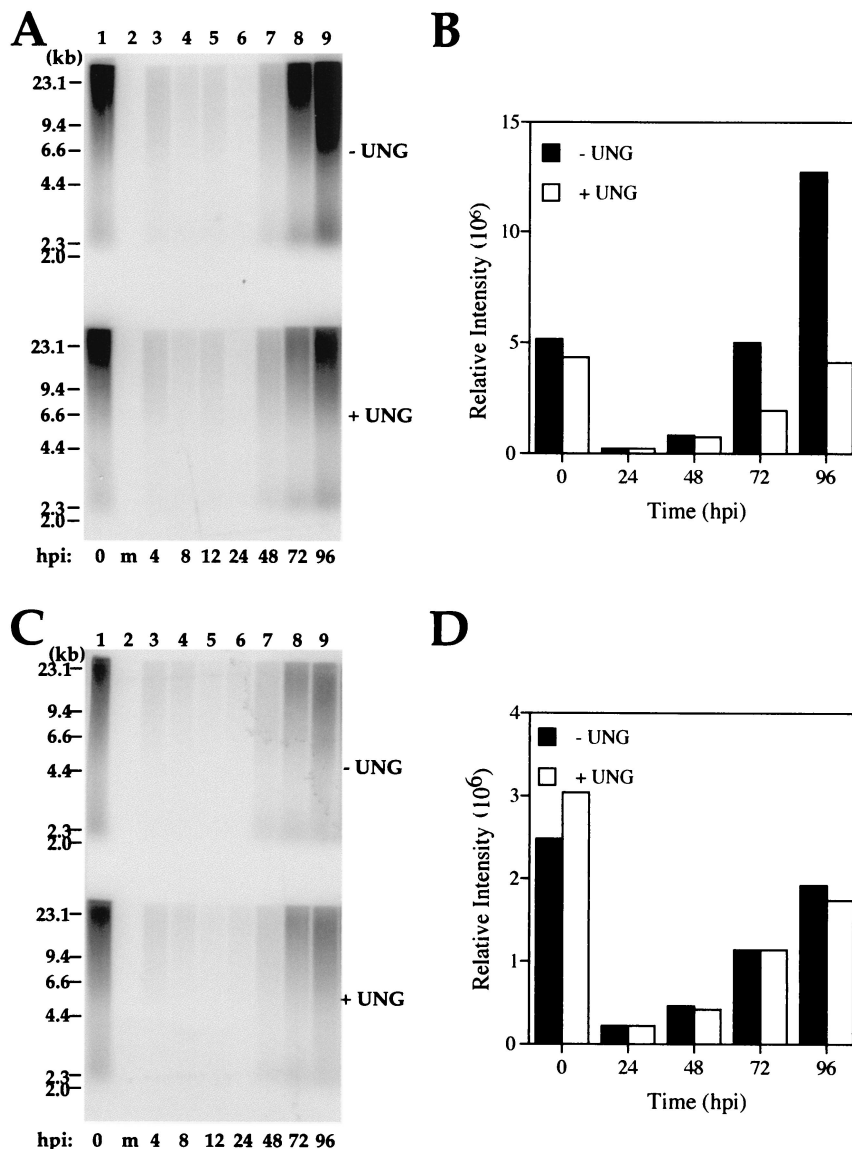 A
1 2 3 4 5 6 7 8 9
(kb)
23.1
9.4
6.6
4.4
2.3
2.0
- UNG
23.1
9.4
6.6
4.4
2.3
2.0
+ UNG
hpi: 0 m 4 8 12 24 48 72 96
B
15
10
5
0
Relative Intensity (10⁶)
- UNG
+ UNG
0 24 48 72 96
Time (hpi)
C
1 2 3 4 5 6 7 8 9
(kb)
23.1
9.4
6.6
4.4
2.3
2.0
- UNG
23.1
9.4
6.6
4.4
2.3
2.0
+ UNG
hpi: 0 m 4 8 12 24 48 72 96
D
4
3
2
1
0
Relative Intensity (10⁶)
- UNG
+ UNG
0 24 48 72 96
Time (hpi)